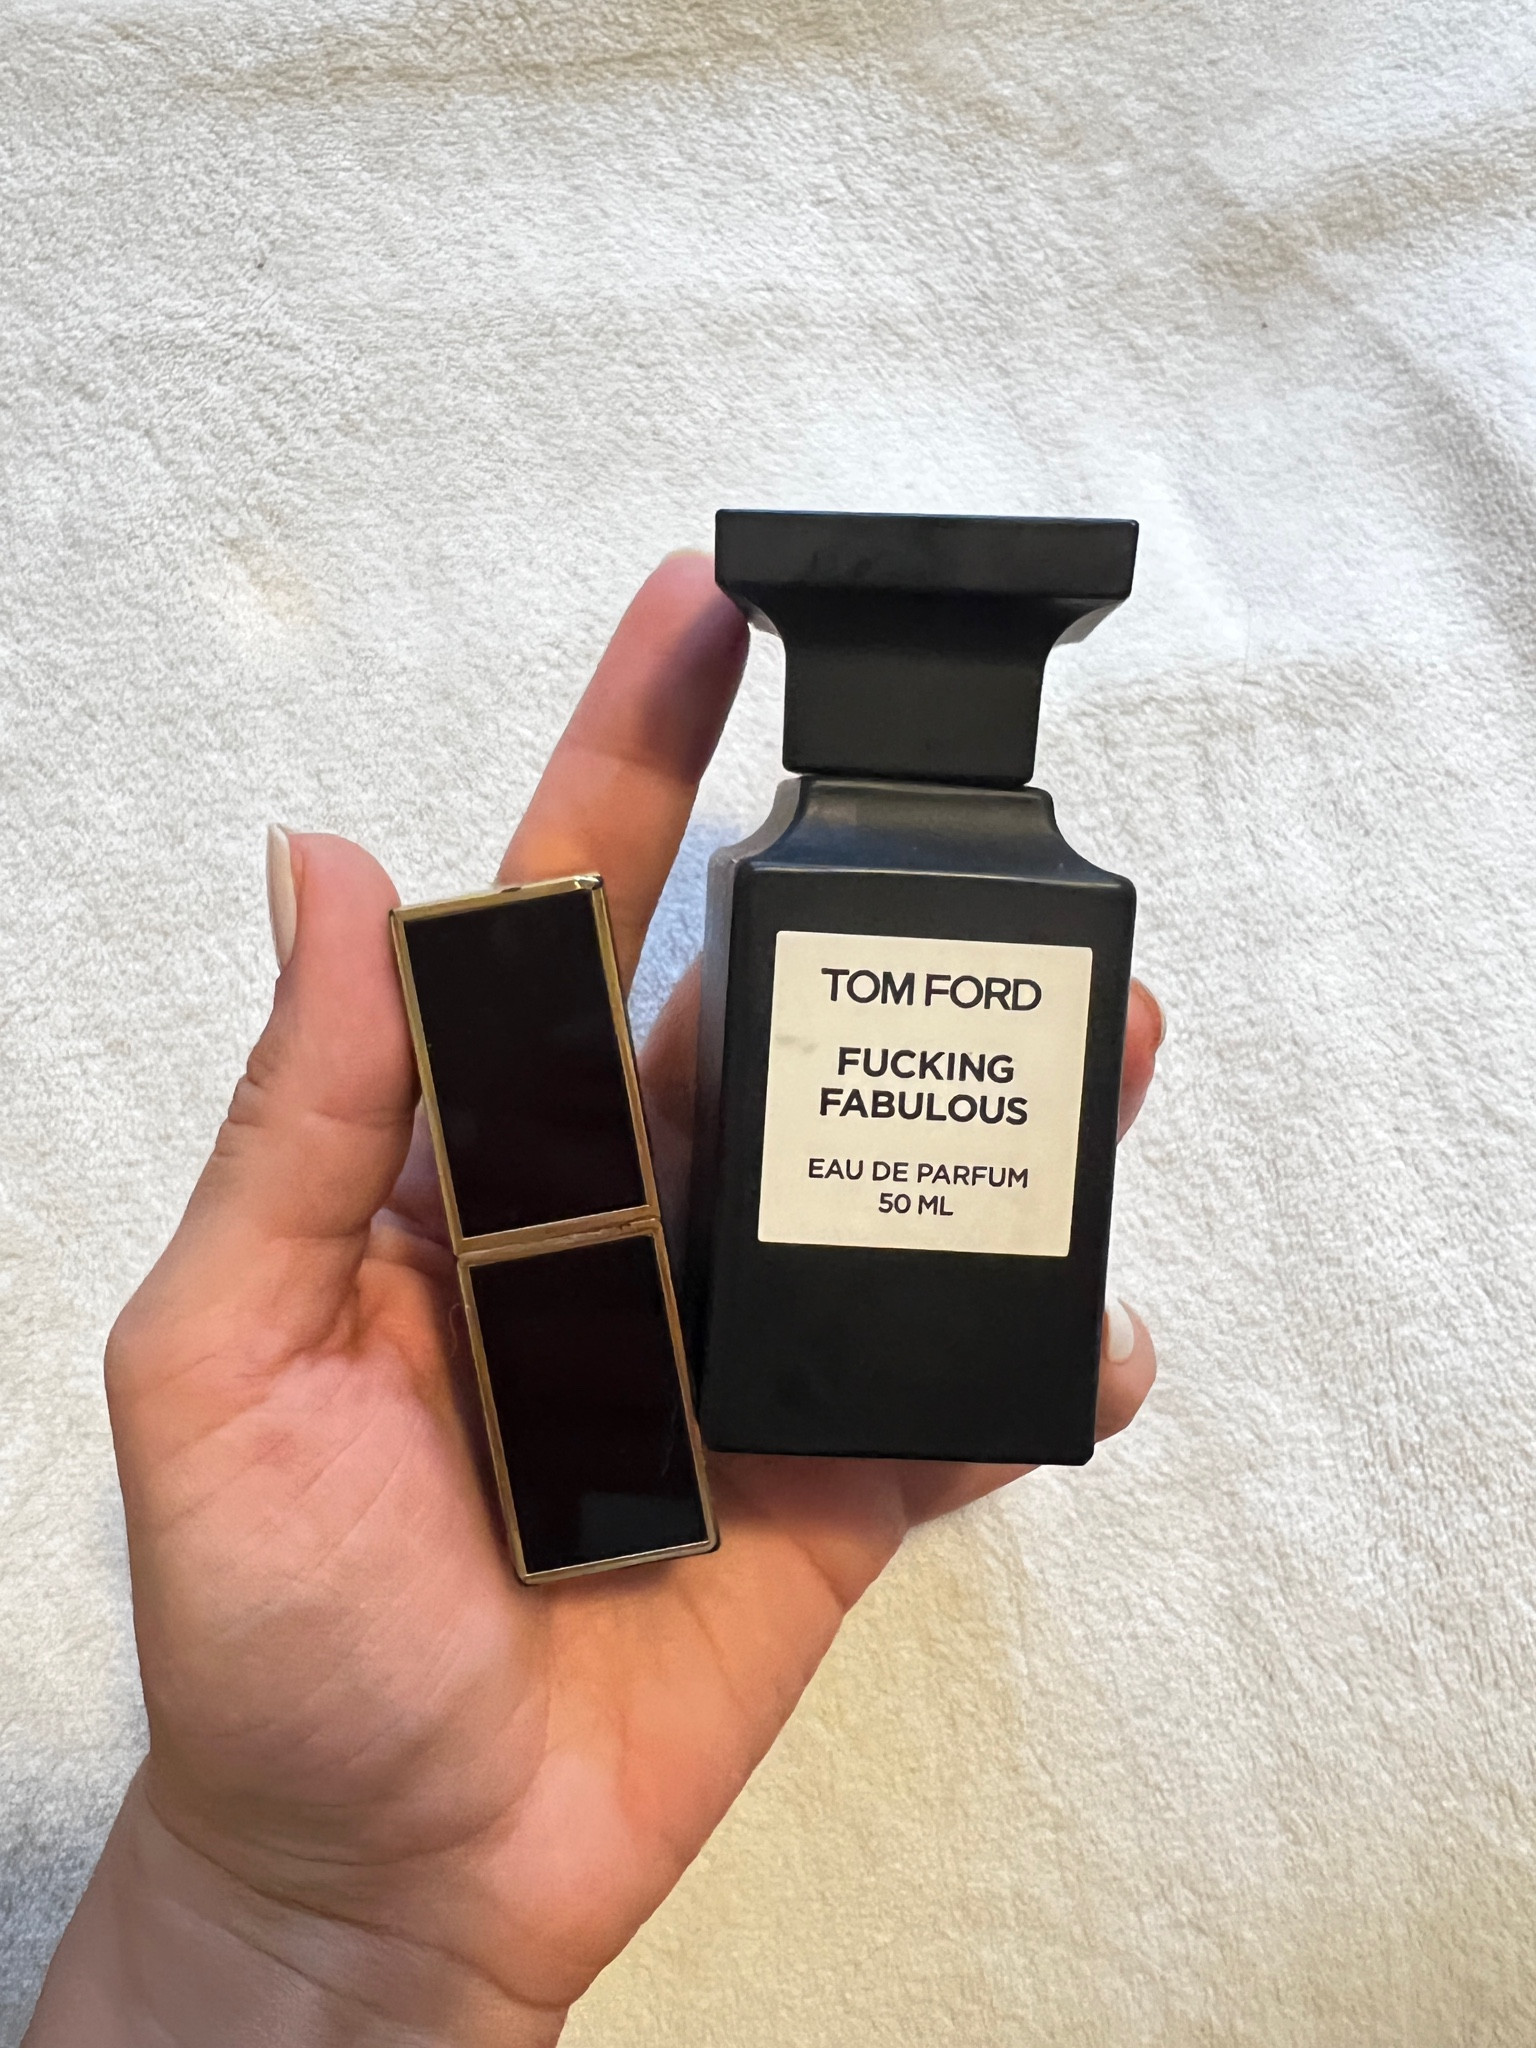 TOM FORD
FUCKING
FABULOUS
EAU DE PARFUM
50 ML